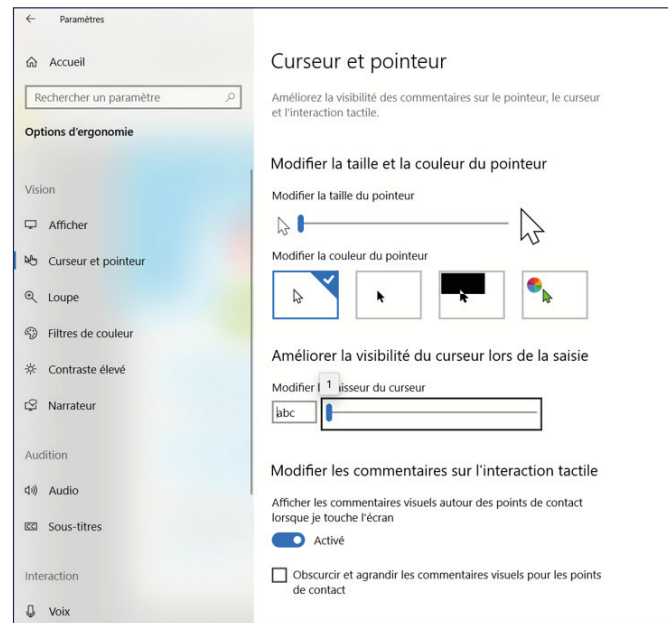 Paramètres
Accueil
Rechercher un paramètre
Options d'ergonomie
Vision
Afficher
Curseur et pointeur
Loupe
Filtres de couleur
Contraste élevé
Narrateur
Audition
Audio
Sous-titres
Interaction
Voix
Curseur et pointeur
Améliorez la visibilité des commentaires sur le pointeur, le curseur
et l'interaction tactile.
Modifier la taille et la couleur du pointeur
Modifier la taille du pointeur
Modifier la couleur du pointeur
Améliorer la visibilité du curseur lors de la saisie
Modifier l 1 isseur du curseur
abc
Modifier les commentaires sur l'interaction tactile
Afficher les commentaires visuels autour des points de contact
lorsque je touche l'écran
Activé
Obscurcir et agrandir les commentaires visuels pour les points
de contact